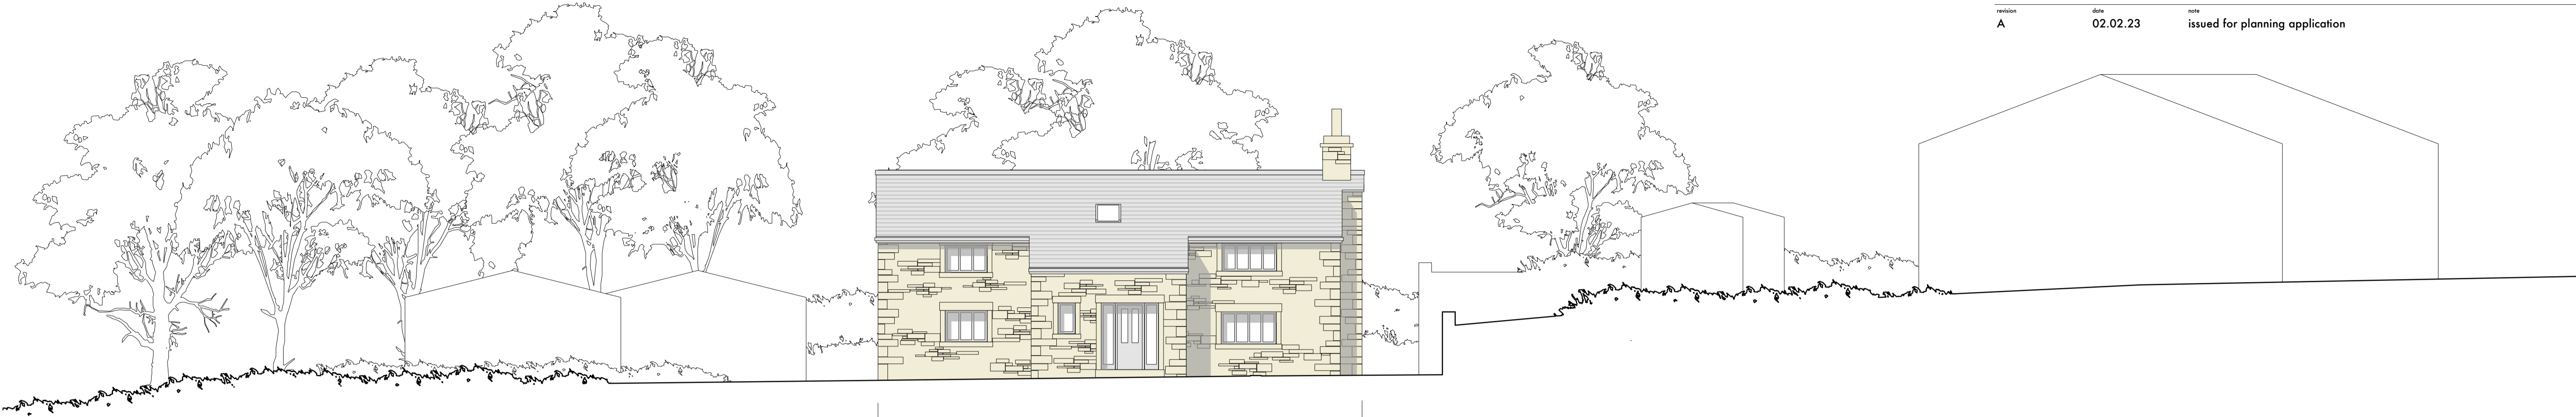 revision date note
A 02.02.23 issued for planning application